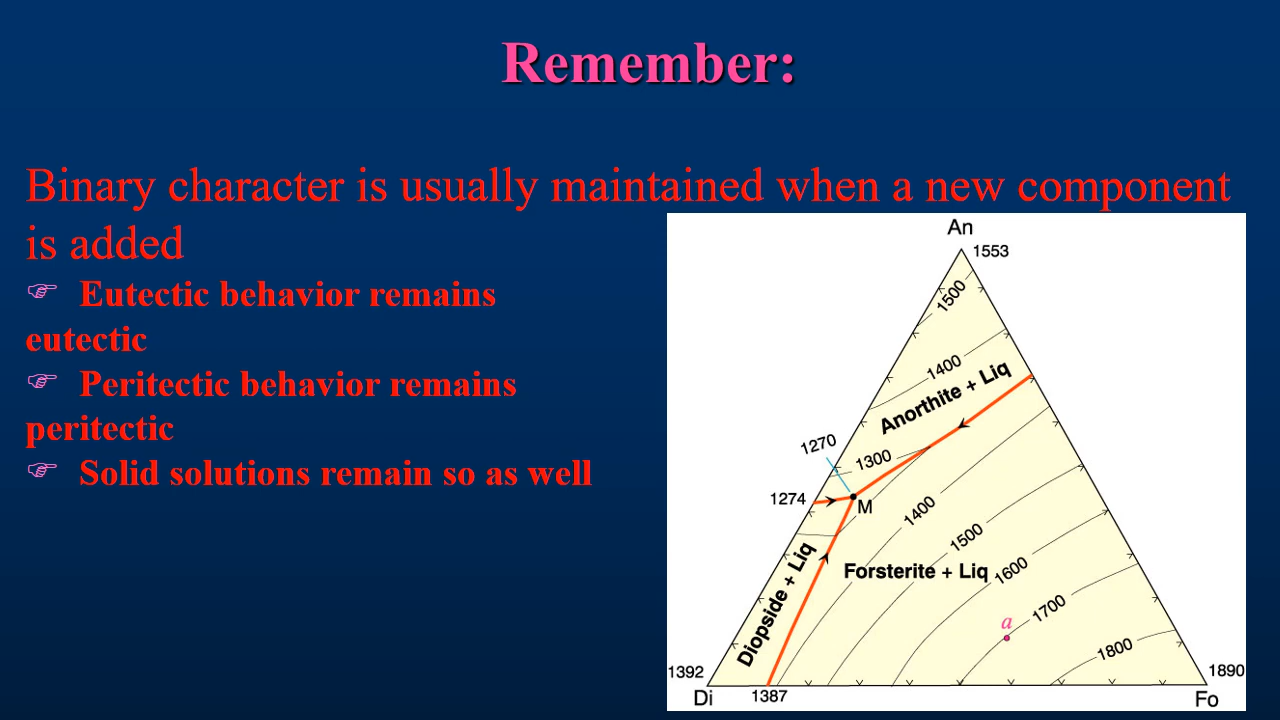 Remember:
Binary character is usually maintained when a new component
is added
☞ Eutectic behavior remains
eutectic
☞ Peritectic behavior remains
peritectic
☞ Solid solutions remain so as well
An
1553
1500
1400
Anorthite + Liq
1270
1300
1274
M
1400
1500
Diopside + Liq
Forsterite + Liq
1600
a
1700
1800
1392
1890
Di
1387
Fo